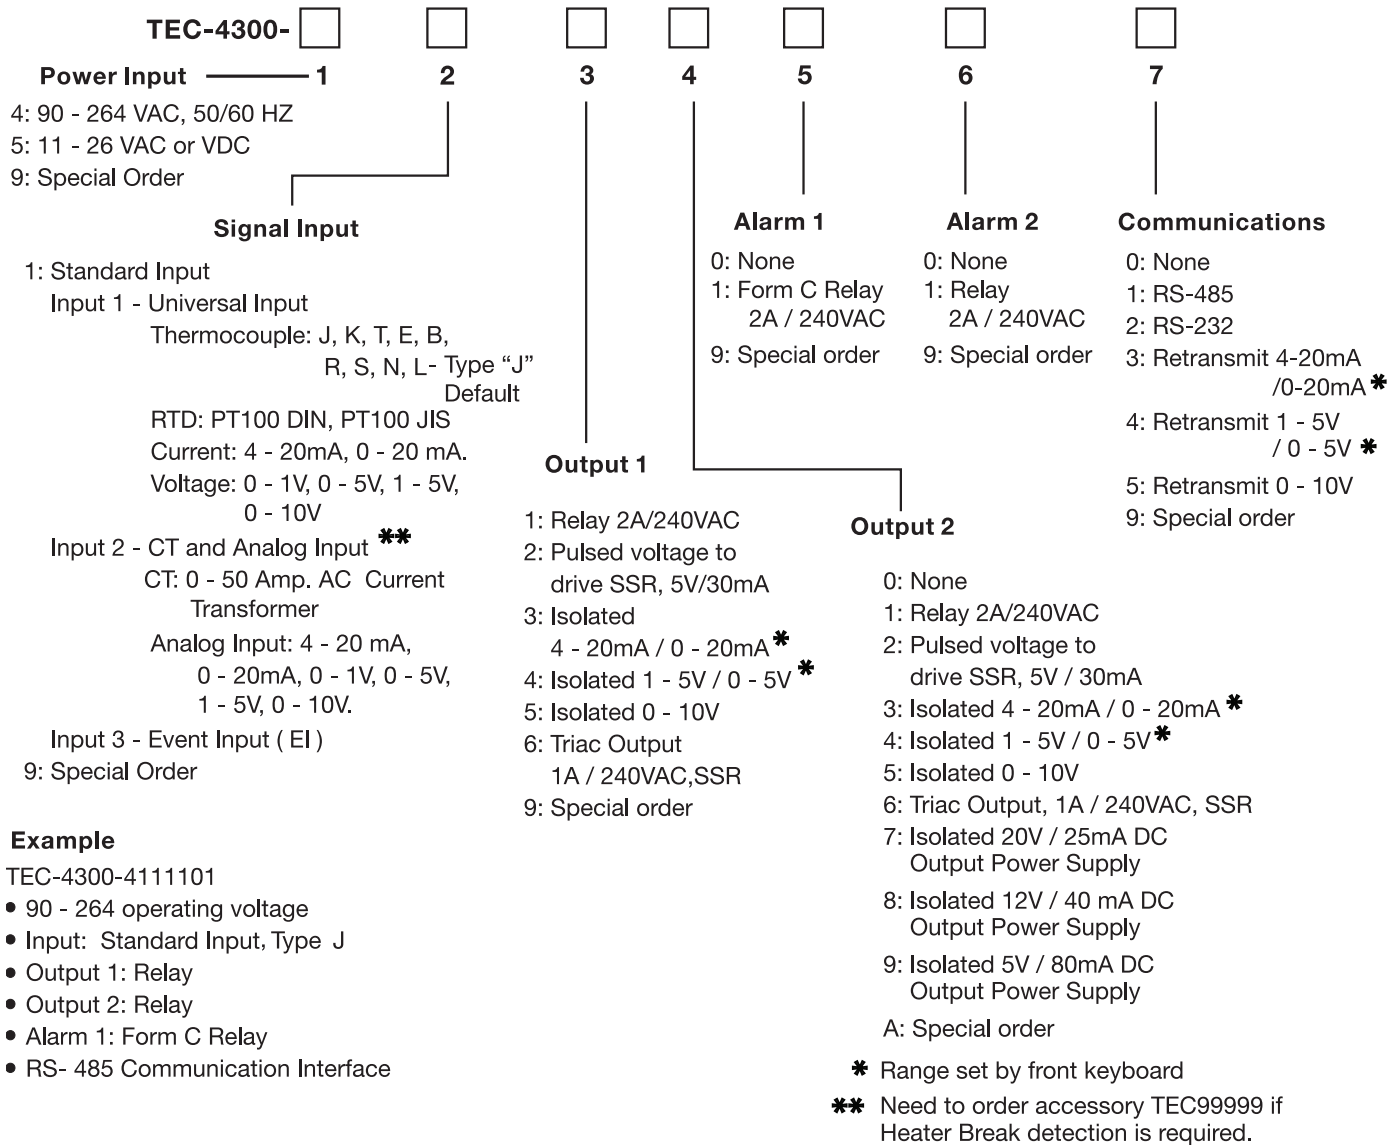 TEC-4300-
Power Input 1 2 3 4 5 6 7
4: 90 - 264 VAC, 50/60 HZ
5: 11 - 26 VAC or VDC
9: Special Order
Signal Input
1: Standard Input
Input 1 - Universal Input
Thermocouple: J, K, T, E, B,
R, S, N, L- Type “J”
Default
RTD: PT100 DIN, PT100 JIS
Current: 4 - 20mA, 0 - 20 mA.
Voltage: 0 - 1V, 0 - 5V, 1 - 5V,
0 - 10V
Input 2 - CT and Analog Input **
CT: 0 - 50 Amp. AC Current
Transformer
Analog Input: 4 - 20 mA,
0 - 20mA, 0 - 1V, 0 - 5V,
1 - 5V, 0 - 10V.
Input 3 - Event Input ( EI )
9: Special Order
Output 1
1: Relay 2A/240VAC
2: Pulsed voltage to
drive SSR, 5V/30mA
3: Isolated
4 - 20mA / 0 - 20mA *
4: Isolated 1 - 5V / 0 - 5V *
5: Isolated 0 - 10V
6: Triac Output
1A / 240VAC,SSR
9: Special order
Output 2
0: None
1: Relay 2A/240VAC
2: Pulsed voltage to
drive SSR, 5V / 30mA
3: Isolated 4 - 20mA / 0 - 20mA *
4: Isolated 1 - 5V / 0 - 5V *
5: Isolated 0 - 10V
6: Triac Output, 1A / 240VAC, SSR
7: Isolated 20V / 25mA DC
Output Power Supply
8: Isolated 12V / 40 mA DC
Output Power Supply
9: Isolated 5V / 80mA DC
Output Power Supply
A: Special order
Alarm 1
0: None
1: Form C Relay
2A / 240VAC
9: Special order
Alarm 2
0: None
1: Relay
2A / 240VAC
9: Special order
Communications
0: None
1: RS-485
2: RS-232
3: Retransmit 4-20mA
/0-20mA *
4: Retransmit 1 - 5V
/ 0 - 5V *
5: Retransmit 0 - 10V
9: Special order
Example
TEC-4300-4111101
• 90 - 264 operating voltage
• Input: Standard Input, Type J
• Output 1: Relay
• Output 2: Relay
• Alarm 1: Form C Relay
• RS- 485 Communication Interface
* Range set by front keyboard
** Need to order accessory TEC99999 if
Heater Break detection is required.